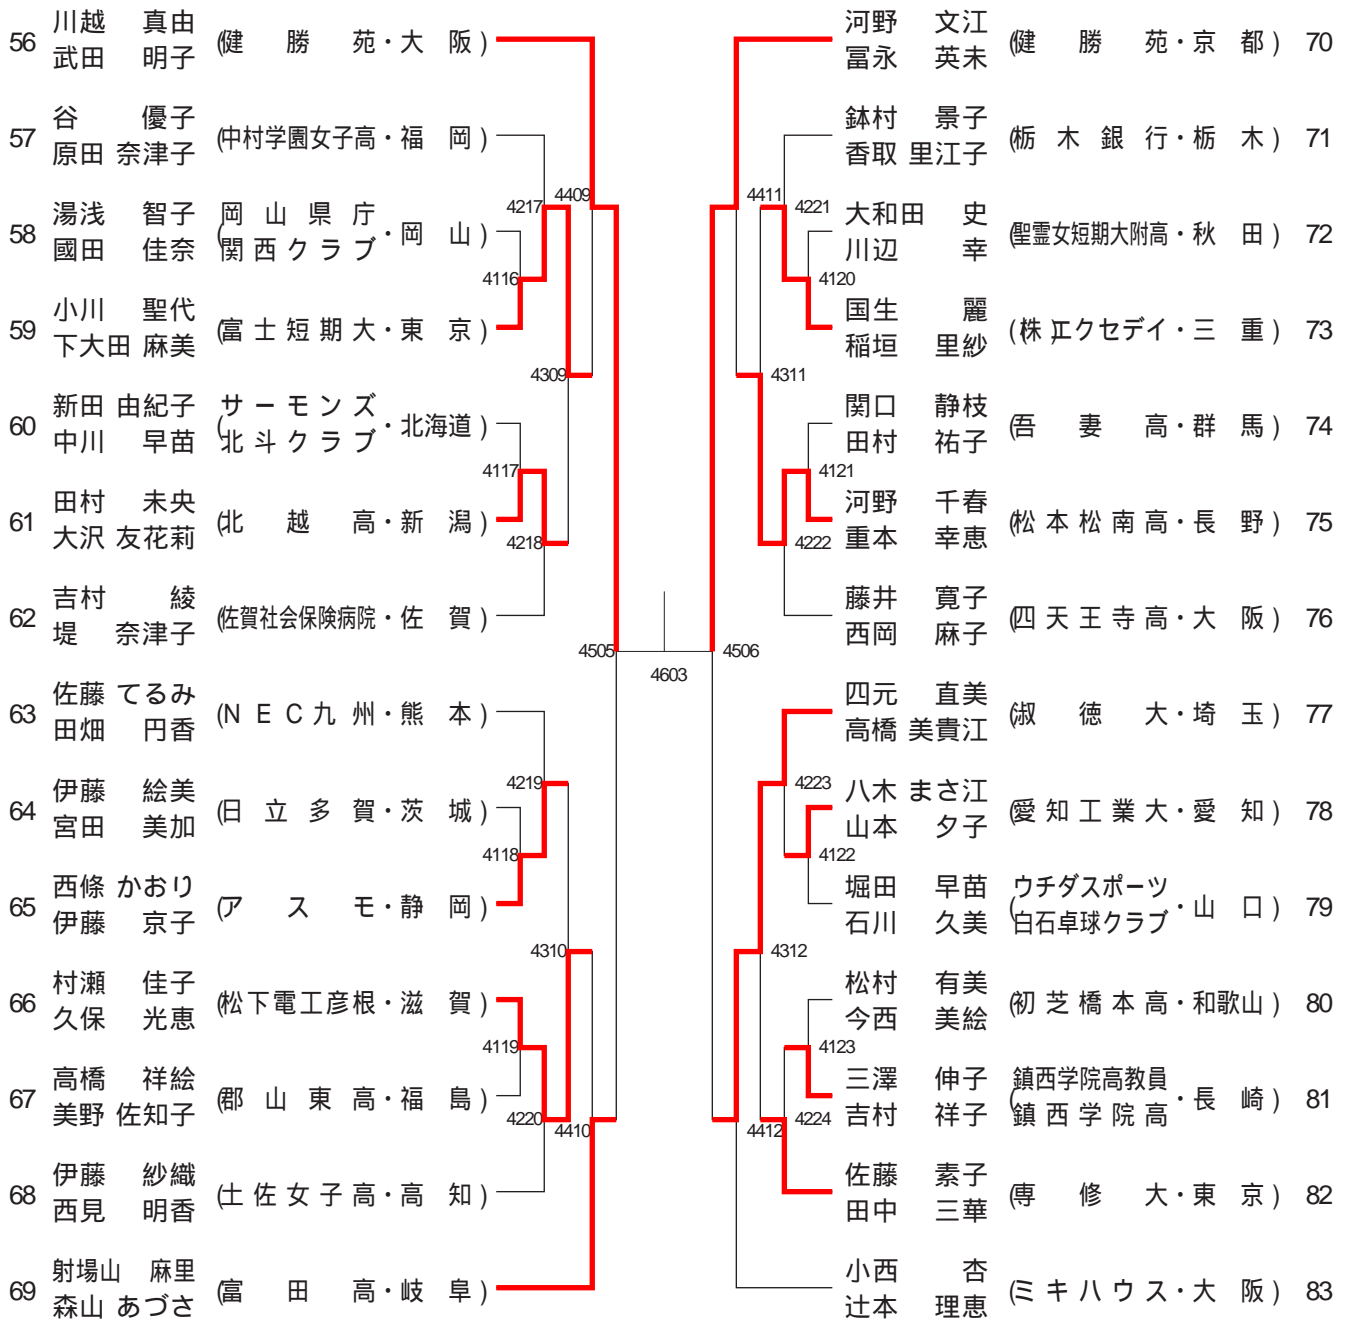 56 川越 真由 (健勝苑・大阪)
武田 明子
57 谷 優子 (中村学園女子高・福岡)
原田 奈津子
58 湯浅 智子 (岡山県庁・岡山)
國田 佳奈 関西クラブ
59 小川 聖代 (富士短期大・東京)
下大田 麻美
60 新田 由紀子 (サーモンズ・北海道)
中川 早苗 北斗クラブ
61 田村 未央 (北越高・新潟)
大沢 友花莉
62 吉村 綾 (佐賀社会保険病院・佐賀)
堤 奈津子
63 佐藤 てるみ (NEC九州・熊本)
田畑 円香
64 伊藤 絵美 (日立多賀・茨城)
宮田 美加
65 西條 かおり (アスモ・静岡)
伊藤 京子
66 村瀬 佳子 (松下電工彦根・滋賀)
久保 光恵
67 高橋 祥絵 (郡山東高・福島)
美野 佐知子
68 伊藤 紗織 (土佐女子高・高知)
西見 明香
69 射場山 麻里 (富田高・岐阜)
森山 あづさ
4217 4409
4116
4309
4117
4218
4505
4219
4118
4310
4119
4220 4410
4603
4411 4221
4120
4311
4121
4222
4506
4223
4122
4312
4123
4412 4224
河野 文江 (健勝苑・京都) 70
冨永 英未
鉢村 景子 (栃木銀行・栃木) 71
香取 里江子
大和田 史 (聖霊女短期大附高・秋田) 72
川辺 幸
国生 麗 ((株)エクセデイ・三重) 73
稲垣 里紗
関口 静枝 (吾妻高・群馬) 74
田村 祐子
河野 千春 (松本松南高・長野) 75
重本 幸恵
藤井 寛子 (四天王寺高・大阪) 76
西岡 麻子
四元 直美 (淑徳大・埼玉) 77
高橋 美貴江
八木 まさ江 (愛知工業大・愛知) 78
山本 夕子
堀田 早苗 (ウチダスポーツ・山口) 79
石川 久美 白石卓球クラブ
松村 有美 (初芝橋本高・和歌山) 80
今西 美絵
三澤 伸子 (鎮西学院高教員・長崎) 81
吉村 祥子 鎮西学院高
佐藤 素子 (専修大・東京) 82
田中 三華
小西 杏 (ミキハウス・大阪) 83
辻本 理恵